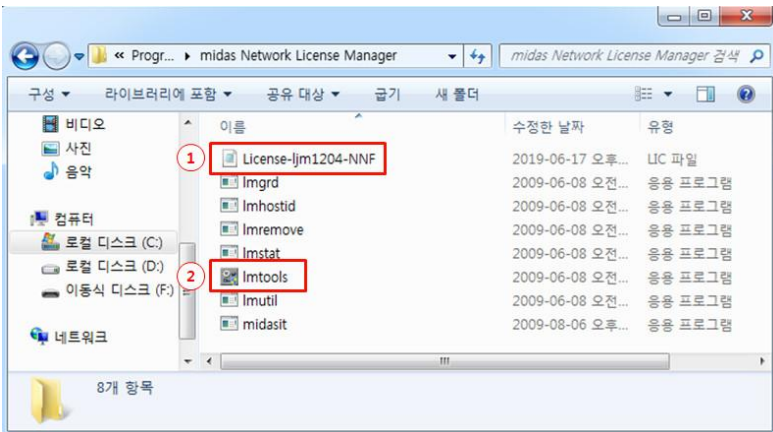 « Progr... ▸ midas Network License Manager
midas Network License Manager 검색
구성 ▼ 라이브러리에 포함 ▼ 공유 대상 ▼ 굽기 새 폴더
비디오
사진
음악
컴퓨터
로컬 디스크 (C:)
로컬 디스크 (D:)
이동식 디스크 (F:)
네트워크
이름 수정한 날짜 유형
1 License-ljm1204-NNF 2019-06-17 오후... LIC 파일
lmgrd 2009-06-08 오전... 응용 프로그램
lmhostid 2009-06-08 오전... 응용 프로그램
lmremove 2009-06-08 오전... 응용 프로그램
lmstat 2009-06-08 오전... 응용 프로그램
2 lmtools 2009-06-08 오전... 응용 프로그램
lmutil 2009-06-08 오전... 응용 프로그램
midasit 2009-08-06 오후... 응용 프로그램
8개 항목